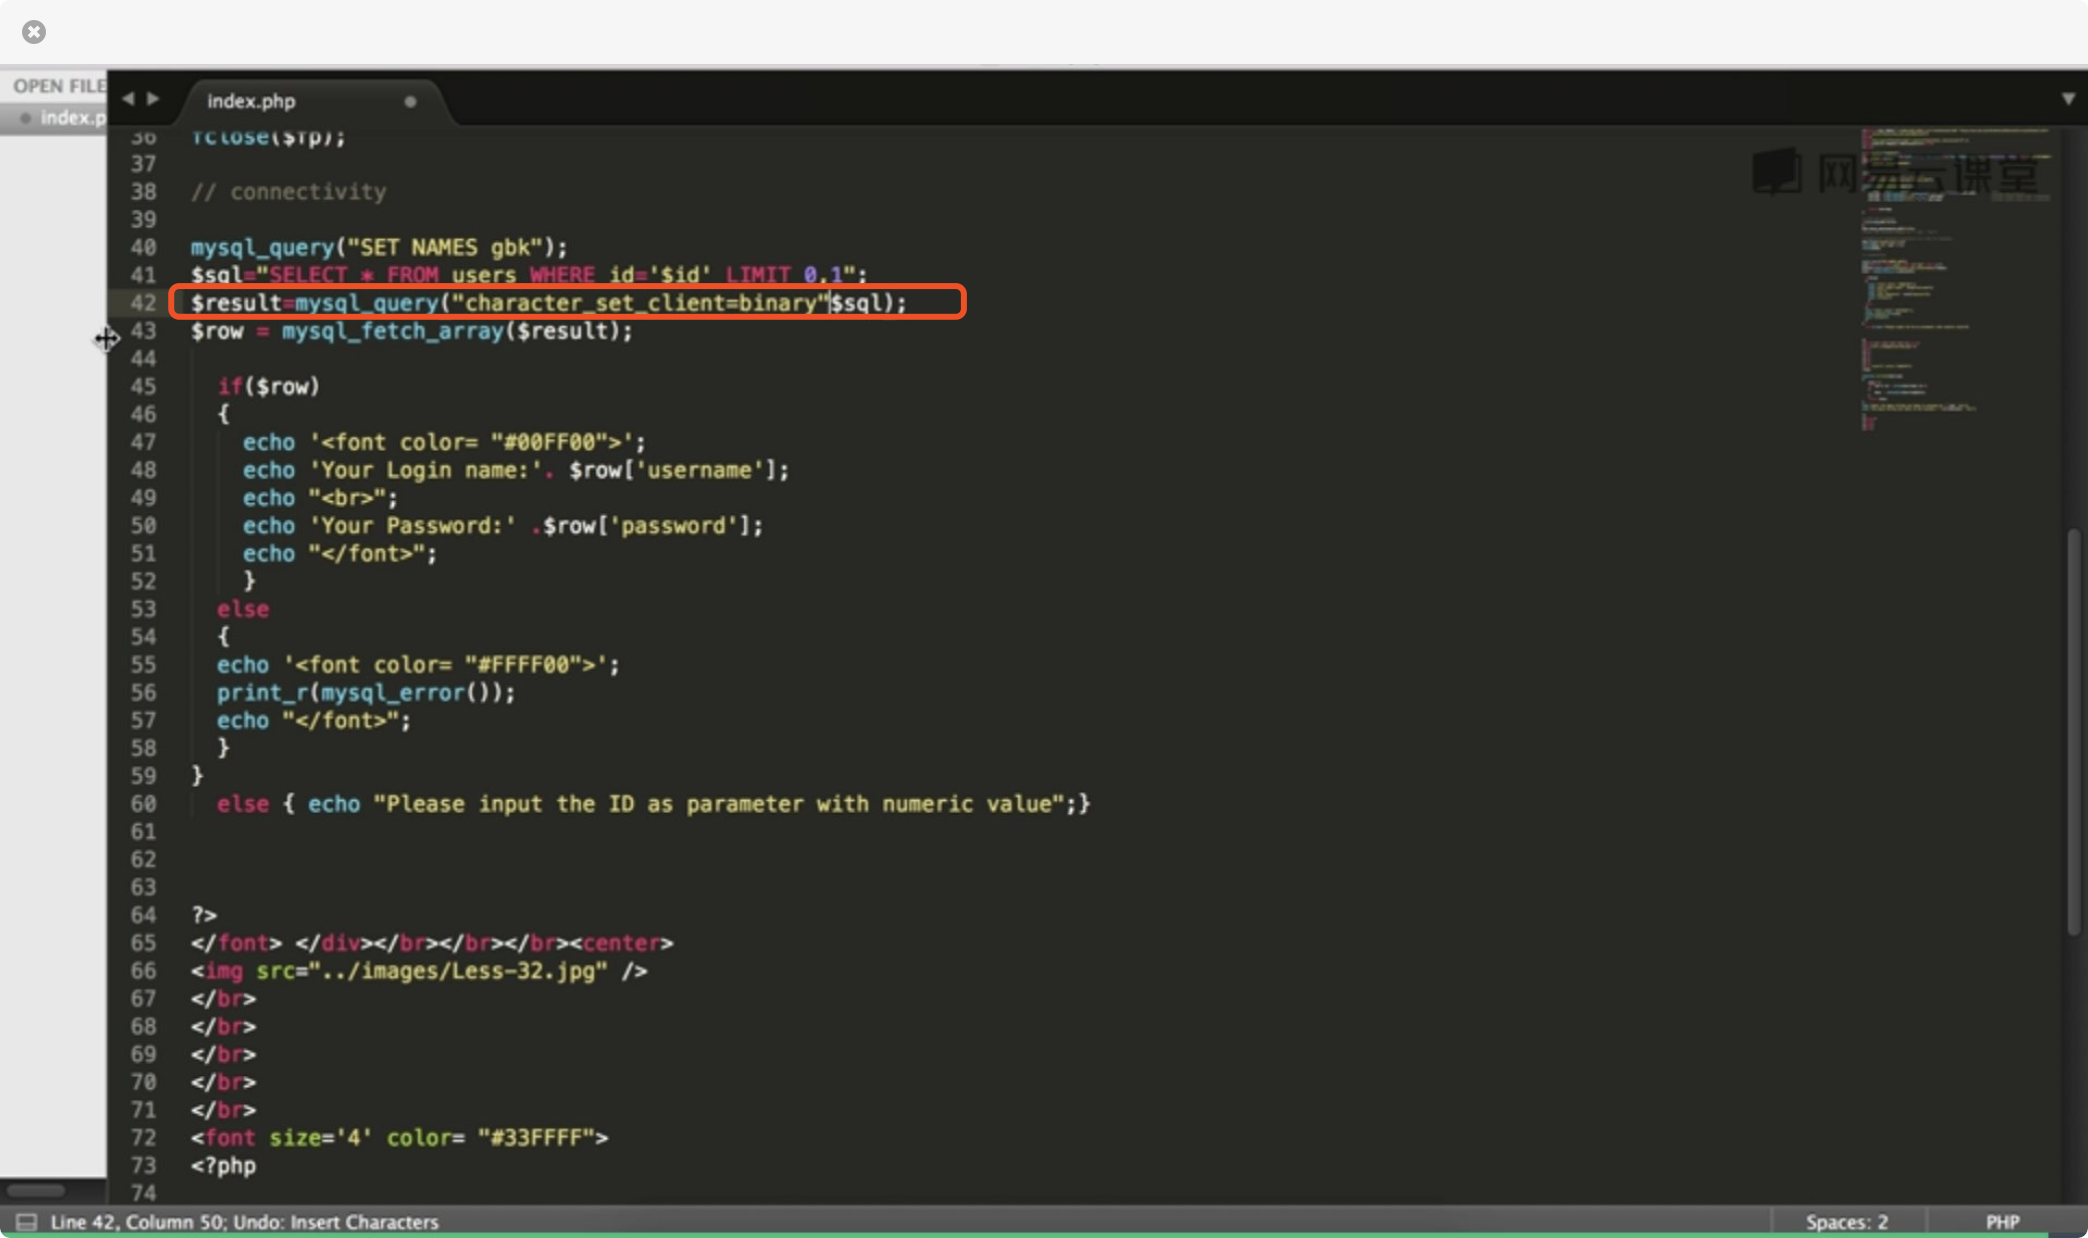 OPEN FILE
index.p
index.php
网易云课堂
36 fclose($fp);
37
38 // connectivity
39
40 mysql_query("SET NAMES gbk");
41 $sql="SELECT * FROM users WHERE id='$id' LIMIT 0,1";
42 $result=mysql_query("character_set_client=binary"$sql);
43 $row = mysql_fetch_array($result);
44
45 if($row)
46 {
47 echo '<font color= "#00FF00">';
48 echo 'Your Login name:'. $row['username'];
49 echo "<br>";
50 echo 'Your Password:' .$row['password'];
51 echo "</font>";
52 }
53 else
54 {
55 echo '<font color= "#FFFF00">';
56 print_r(mysql_error());
57 echo "</font>";
58 }
59 }
60 else { echo "Please input the ID as parameter with numeric value";}
61
62
63
64 ?>
65 </font> </div></br></br></br><center>
66 <img src="../images/Less-32.jpg" />
67 </br>
68 </br>
69 </br>
70 </br>
71 </br>
72 <font size='4' color= "#33FFFF">
73 <?php
74
Line 42, Column 50; Undo: Insert Characters
Spaces: 2
PHP